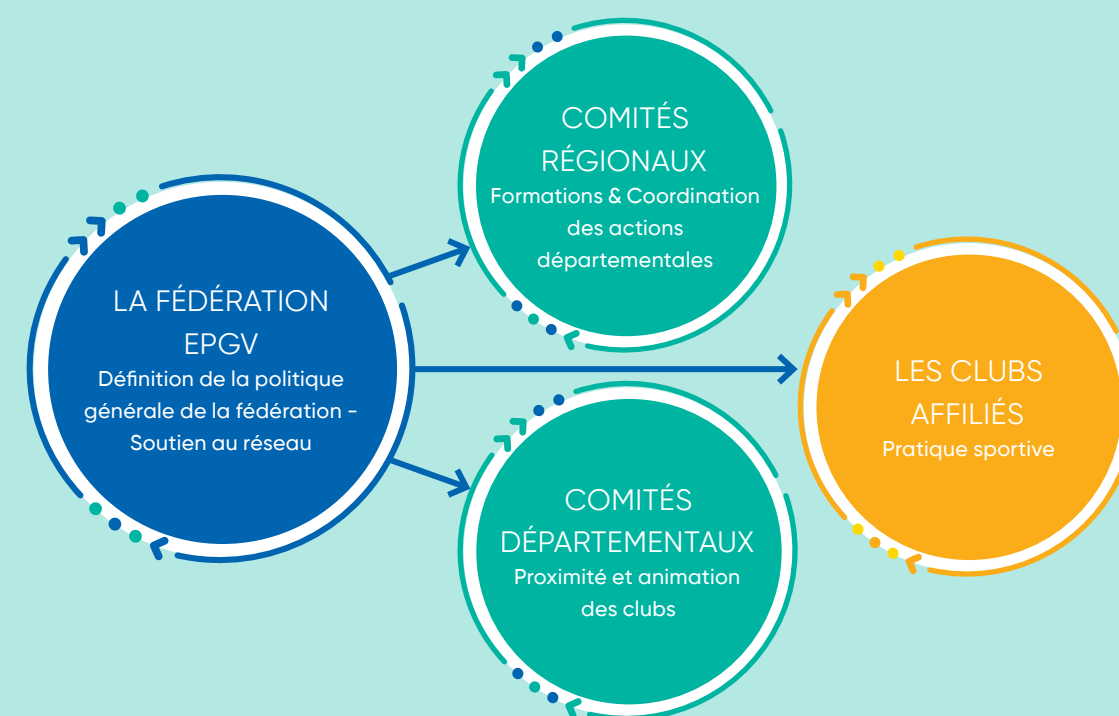 LA FÉDÉRATION
EPGV
Définition de la politique
générale de la fédération -
Soutien au réseau
COMITÉS
RÉGIONAUX
Formations & Coordination
des actions
départementales
COMITÉS
DÉPARTEMENTAUX
Proximité et animation
des clubs
LES CLUBS
AFFILIÉS
Pratique sportive